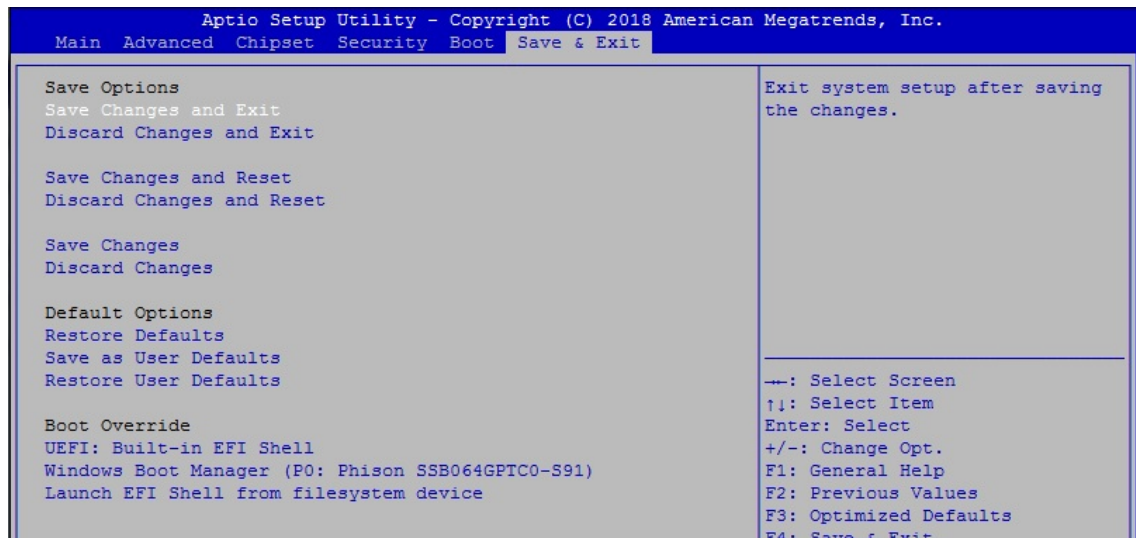 Aptio Setup Utility - Copyright (C) 2018 American Megatrends, Inc.
Main Advanced Chipset Security Boot Save & Exit
Save Options
Save Changes and Exit
Discard Changes and Exit
Save Changes and Reset
Discard Changes and Reset
Save Changes
Discard Changes
Default Options
Restore Defaults
Save as User Defaults
Restore User Defaults
Boot Override
UEFI: Built-in EFI Shell
Windows Boot Manager (P0: Phison SSB064GPTC0-S91)
Launch EFI Shell from filesystem device
Exit system setup after saving
the changes.
→←: Select Screen
↑↓: Select Item
Enter: Select
+/-: Change Opt.
F1: General Help
F2: Previous Values
F3: Optimized Defaults
F4: Save & Exit